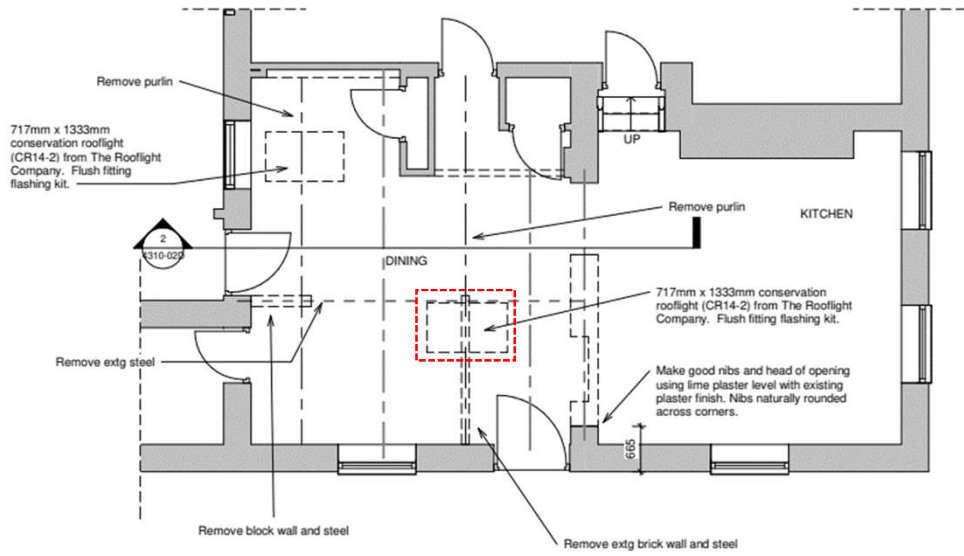 Remove purlin
717mm x 1333mm
conservation rooflight
(CR14-2) from The Rooflight
Company. Flush fitting
flashing kit.
UP
KITCHEN
Remove purlin
2
4310-02D
DINING
717mm x 1333mm conservation
rooflight (CR14-2) from The Rooflight
Company. Flush fitting flashing kit.
Remove extg steel
Make good nibs and head of opening
using lime plaster level with existing
plaster finish. Nibs naturally rounded
across corners.
665
Remove block wall and steel
Remove extg brick wall and steel